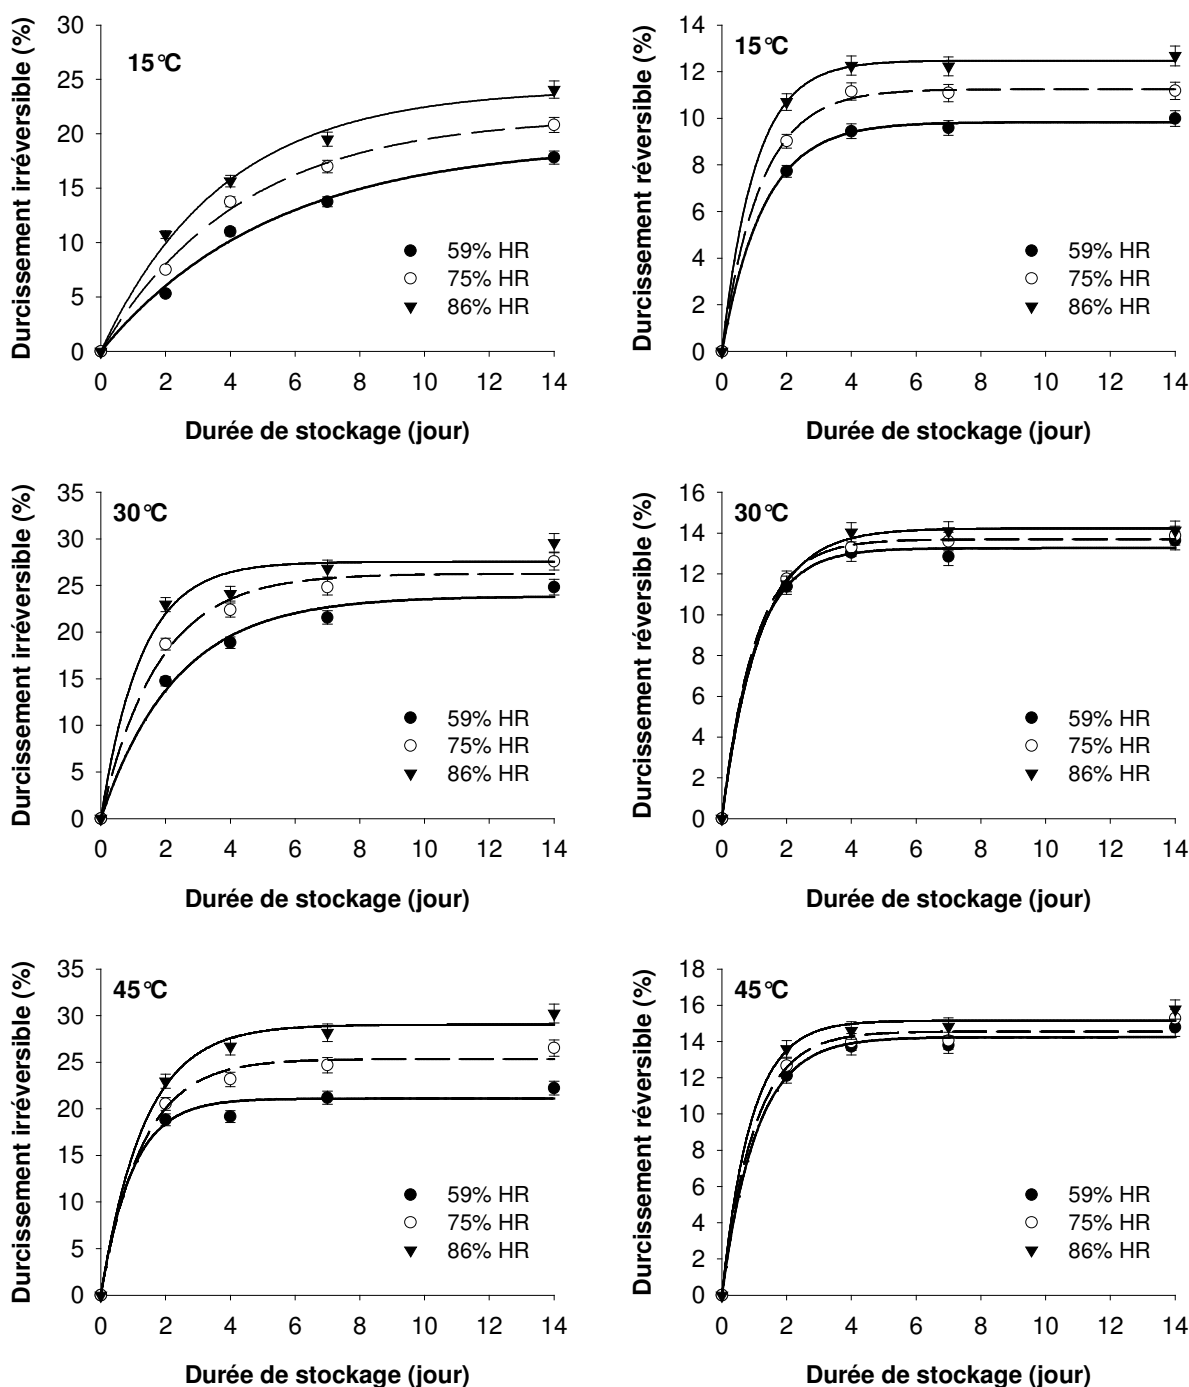 Durcissement irréversible (%)
30
25
20
15
10
5
0
15°C
59% HR
75% HR
86% HR
0 2 4 6 8 10 12 14
Durée de stockage (jour)
Durcissement réversible (%)
14
12
10
8
6
4
2
0
15°C
59% HR
75% HR
86% HR
0 2 4 6 8 10 12 14
Durée de stockage (jour)
Durcissement irréversible (%)
35
30
25
20
15
10
5
0
30°C
59% HR
75% HR
86% HR
0 2 4 6 8 10 12 14
Durée de stockage (jour)
Durcissement réversible (%)
16
14
12
10
8
6
4
2
0
30°C
59% HR
75% HR
86% HR
0 2 4 6 8 10 12 14
Durée de stockage (jour)
Durcissement irréversible (%)
35
30
25
20
15
10
5
0
45°C
59% HR
75% HR
86% HR
0 2 4 6 8 10 12 14
Durée de stockage (jour)
Durcissement réversible (%)
18
16
14
12
10
8
6
4
2
0
45°C
59% HR
75% HR
86% HR
0 2 4 6 8 10 12 14
Durée de stockage (jour)